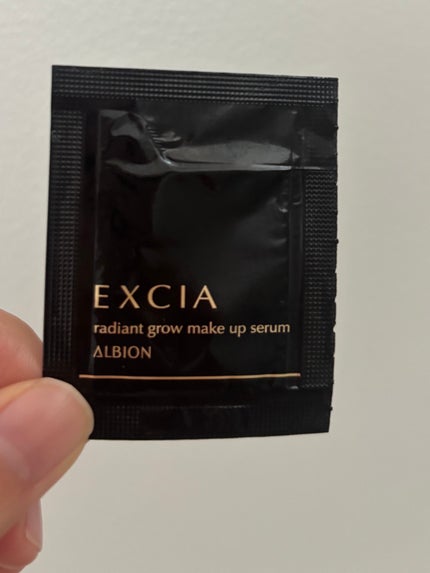 EXCIA
radiant grow make up serum
ALBION